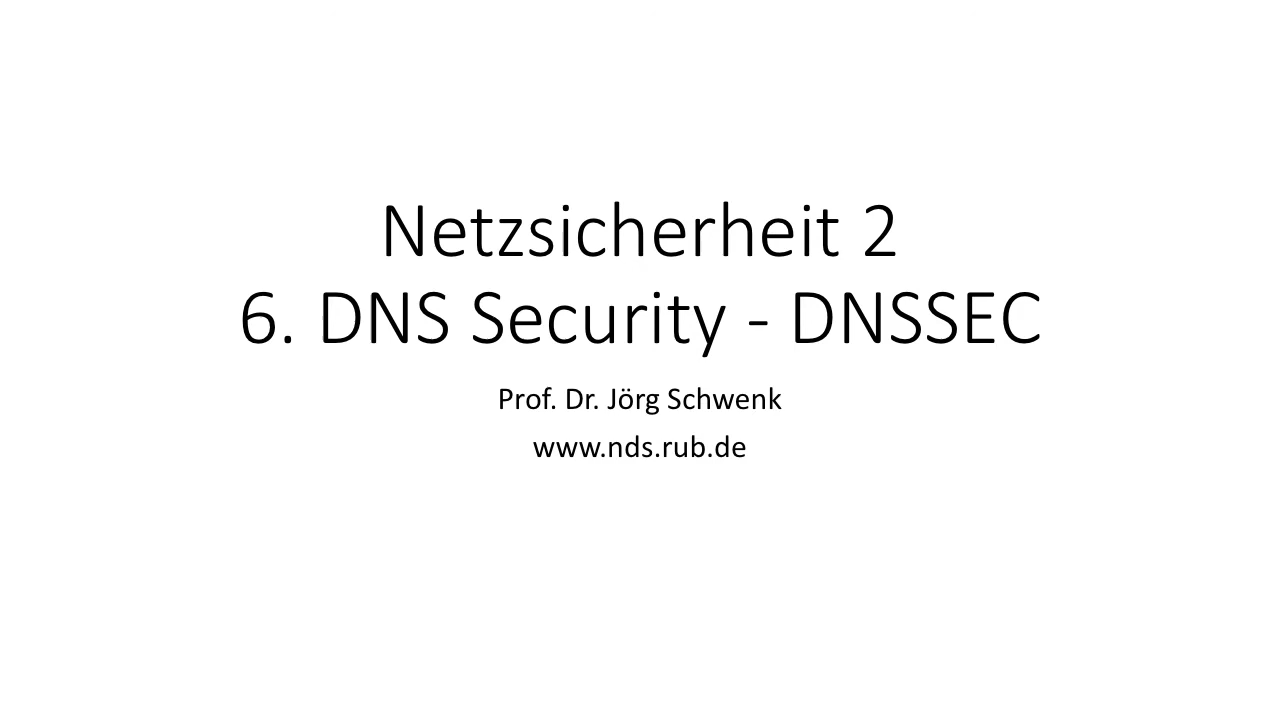 Netzsicherheit 2
6. DNS Security - DNSSEC
Prof. Dr. Jörg Schwenk
www.nds.rub.de